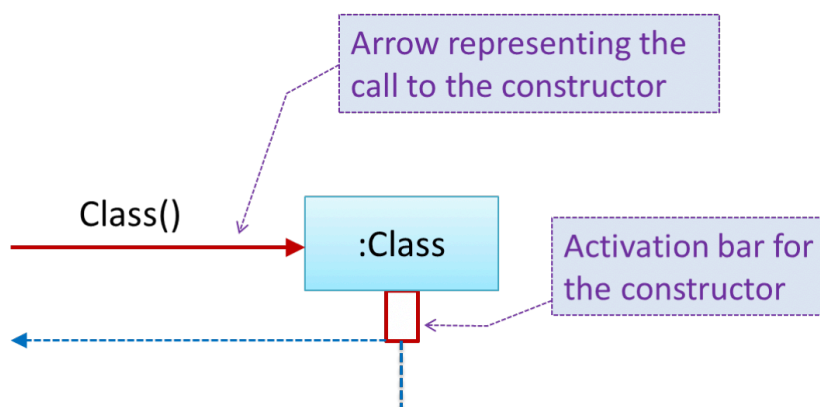 Arrow representing the
call to the constructor
Class()
:Class
Activation bar for
the constructor